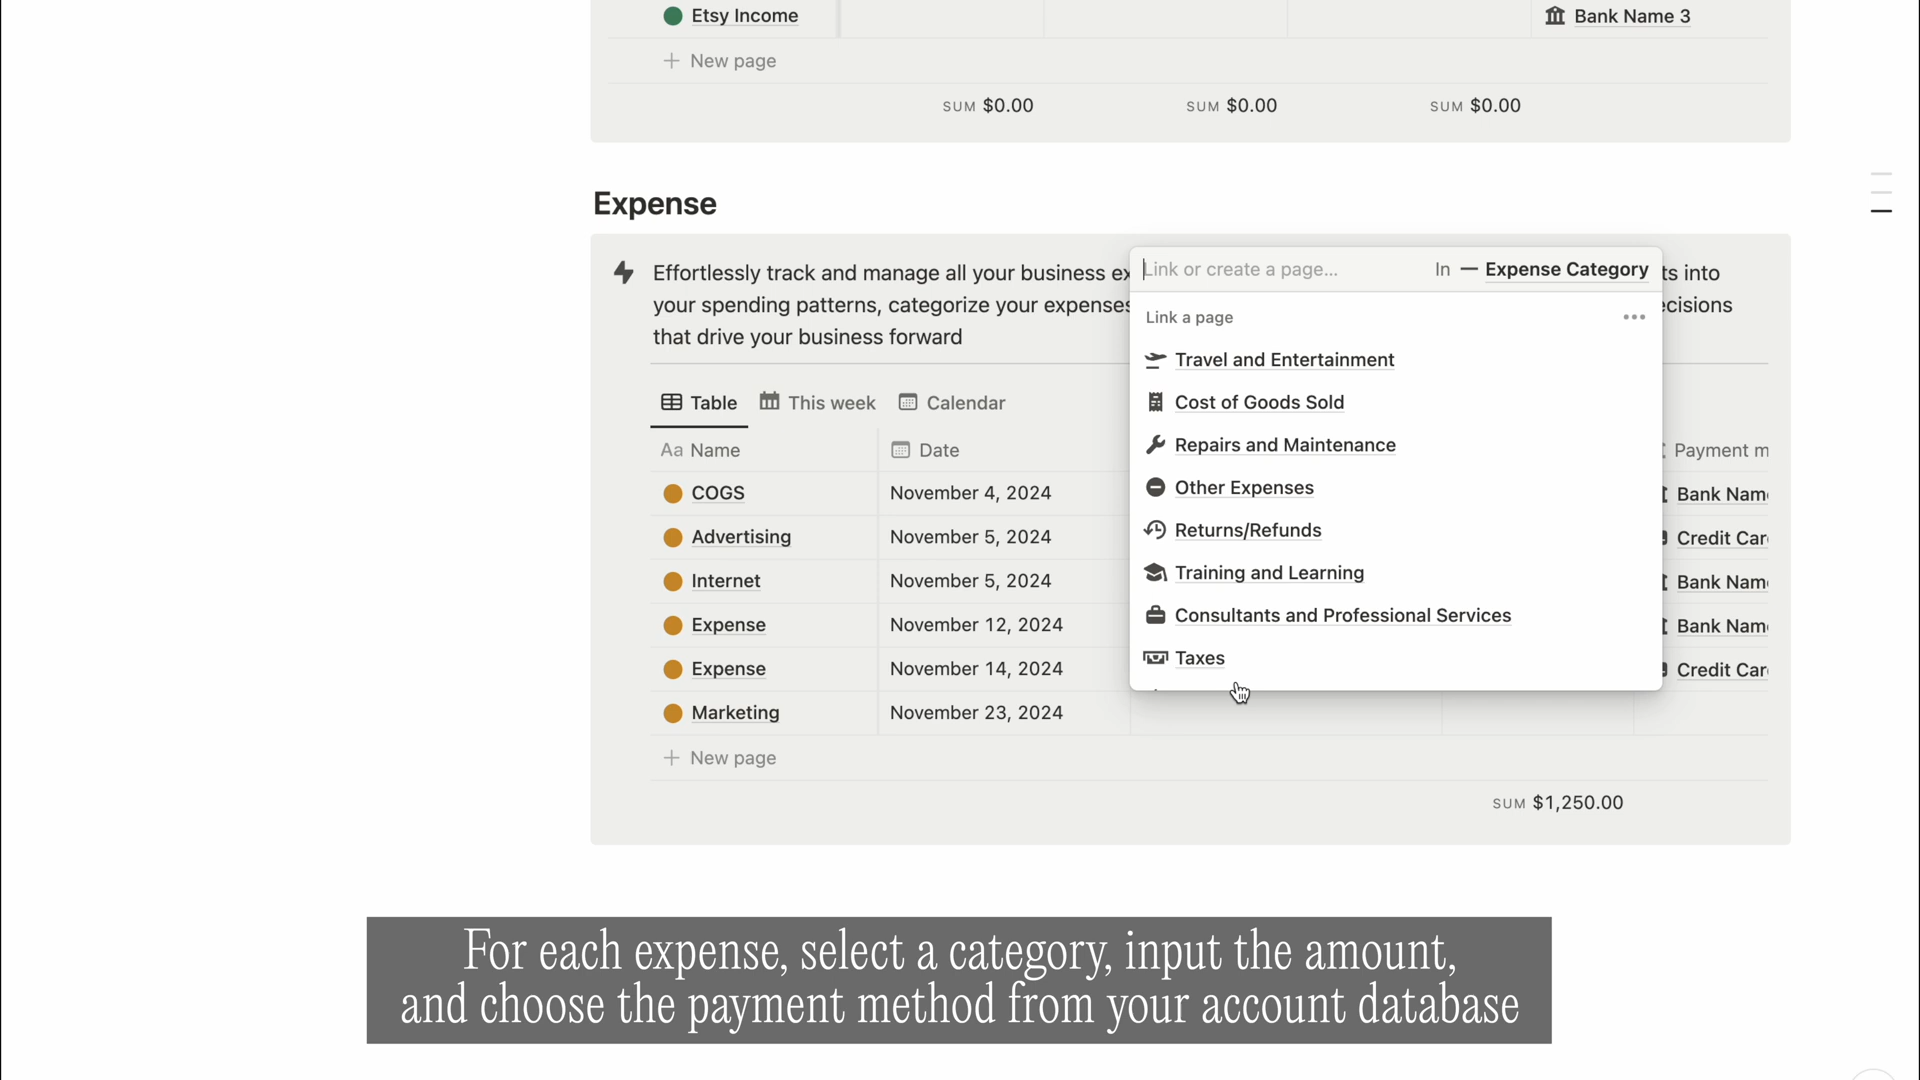 Etsy Income Bank Name 3
New page
SUM $0.00 SUM $0.00 SUM $0.00
Expense
Effortlessly track and manage all your business ex ts into
your spending patterns, categorize your expenses ecisions
that drive your business forward
Link or create a page... In Expense Category
Link a page
Travel and Entertainment
Cost of Goods Sold
Repairs and Maintenance
Other Expenses
Returns/Refunds
Training and Learning
Consultants and Professional Services
Taxes
Table This week Calendar
Aa Name Date Payment m
COGS November 4, 2024 Bank Nam
Advertising November 5, 2024 Credit Car
Internet November 5, 2024 Bank Nam
Expense November 12, 2024 Bank Nam
Expense November 14, 2024 Credit Car
Marketing November 23, 2024
New page
SUM $1,250.00
For each expense, select a category, input the amount,
and choose the payment method from your account database